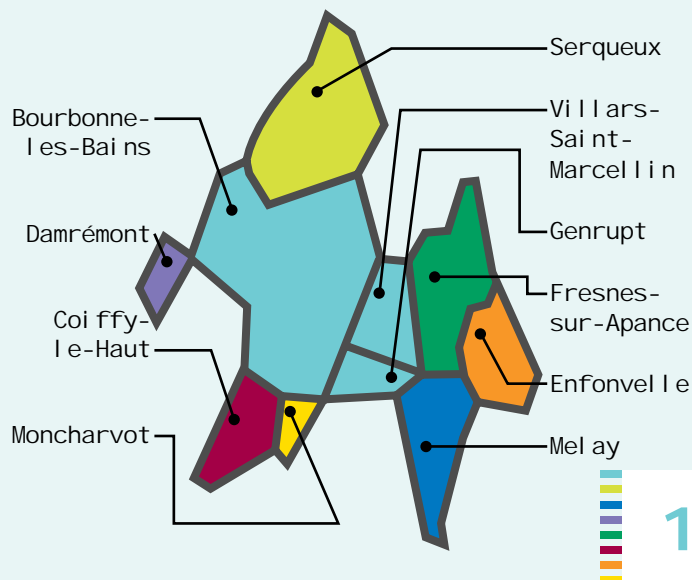 Serqueux
Bourbonne-
les-Bains
Villars-
Saint-
Marcellin
Damrémont
Genrupt
Coiffy-
le-Haut
Fresnes-
sur-Apance
Enfonvelle
Moncharvot
Melay
1